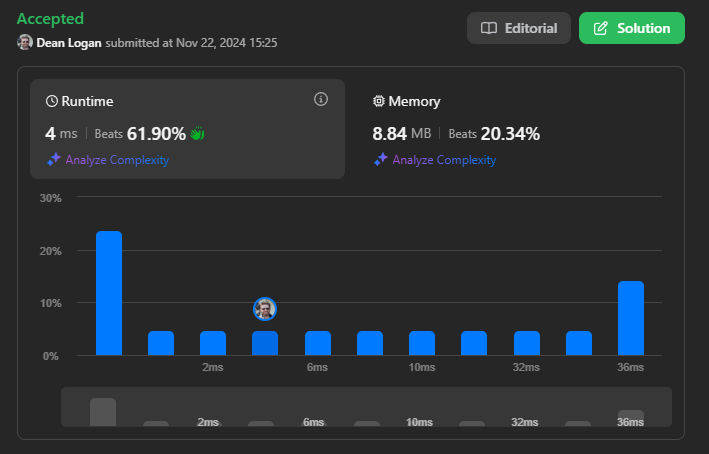 Accepted
Editorial
Solution
Dean Logan submitted at Nov 22, 2024 15:25
Runtime
4 ms | Beats 61.90%
Analyze Complexity
Memory
8.84 MB | Beats 20.34%
Analyze Complexity
30%
20%
10%
0%
2ms 6ms 10ms 32ms 36ms
2ms 6ms 10ms 32ms 36ms